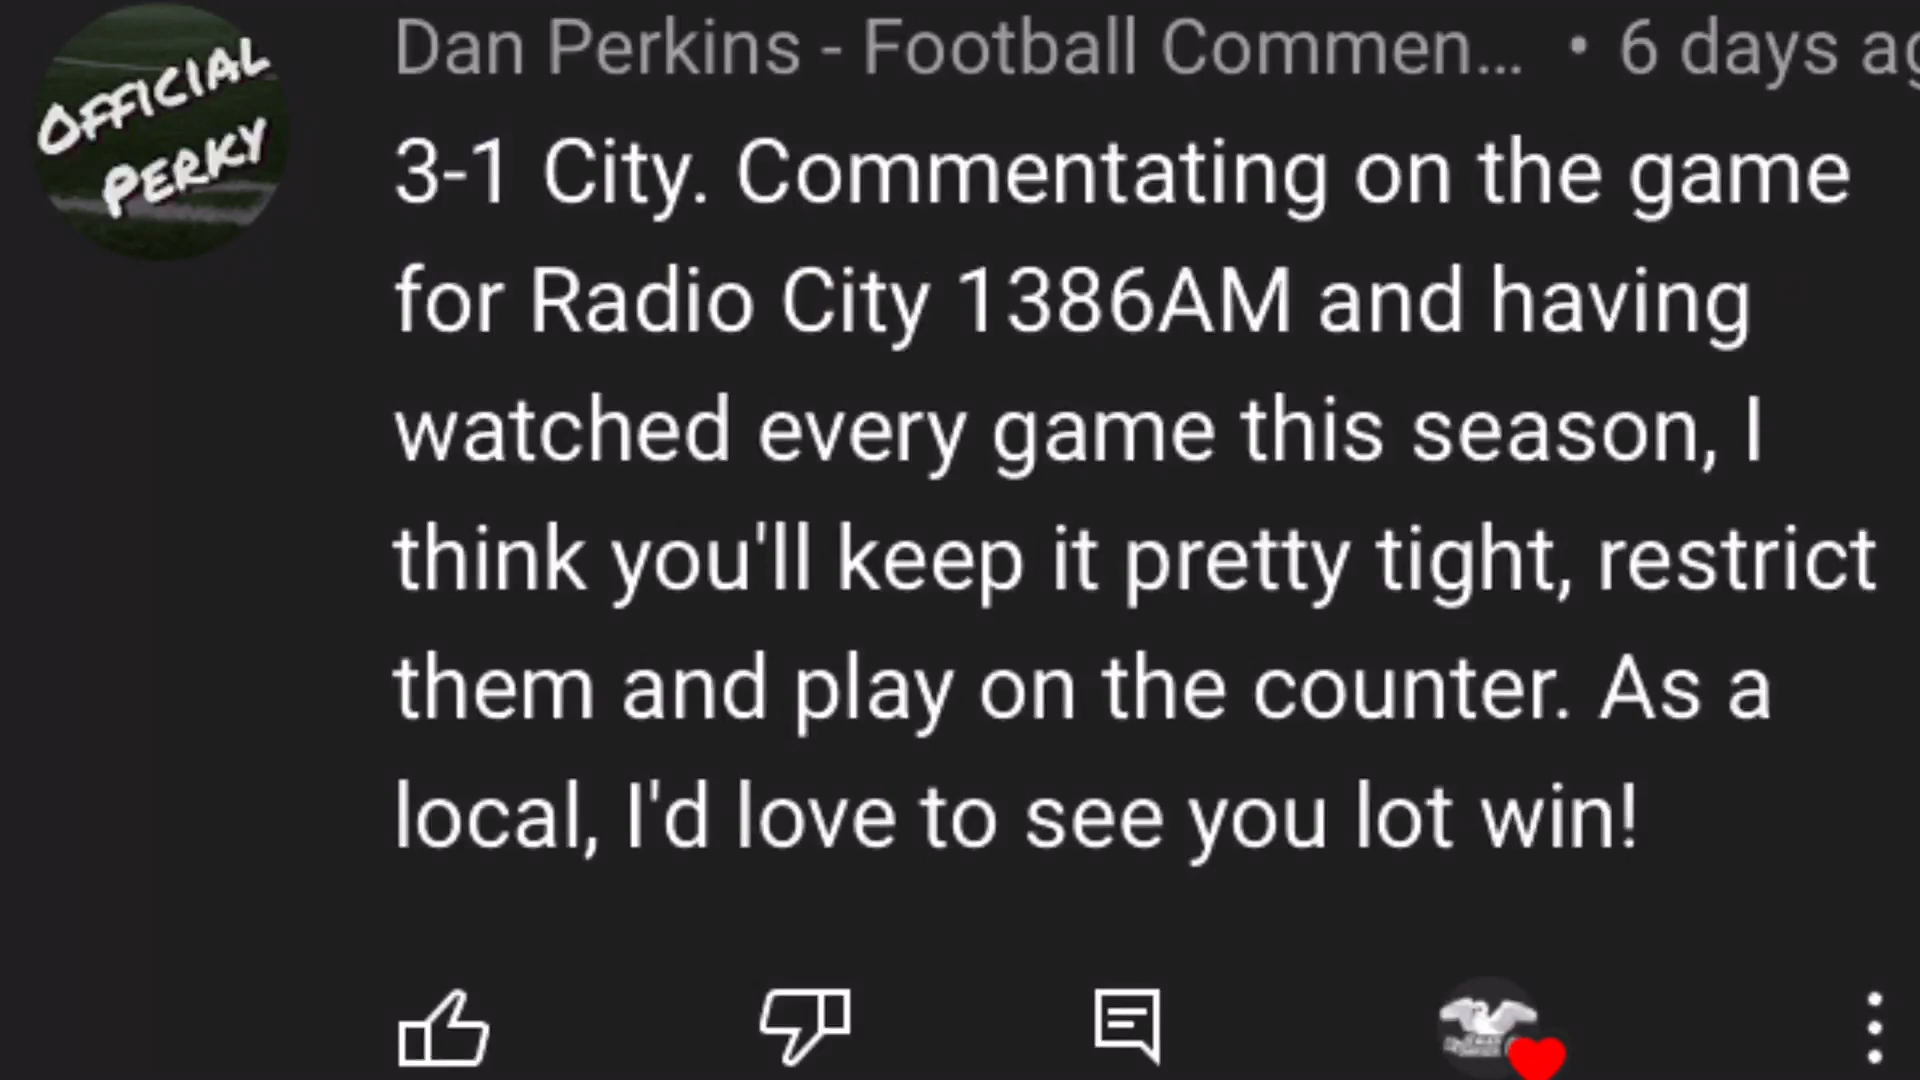 OFFICIAL
PERKY
Dan Perkins - Football Commen... • 6 days ag
3-1 City. Commentating on the game
for Radio City 1386AM and having
watched every game this season, I
think you'll keep it pretty tight, restrict
them and play on the counter. As a
local, I'd love to see you lot win!